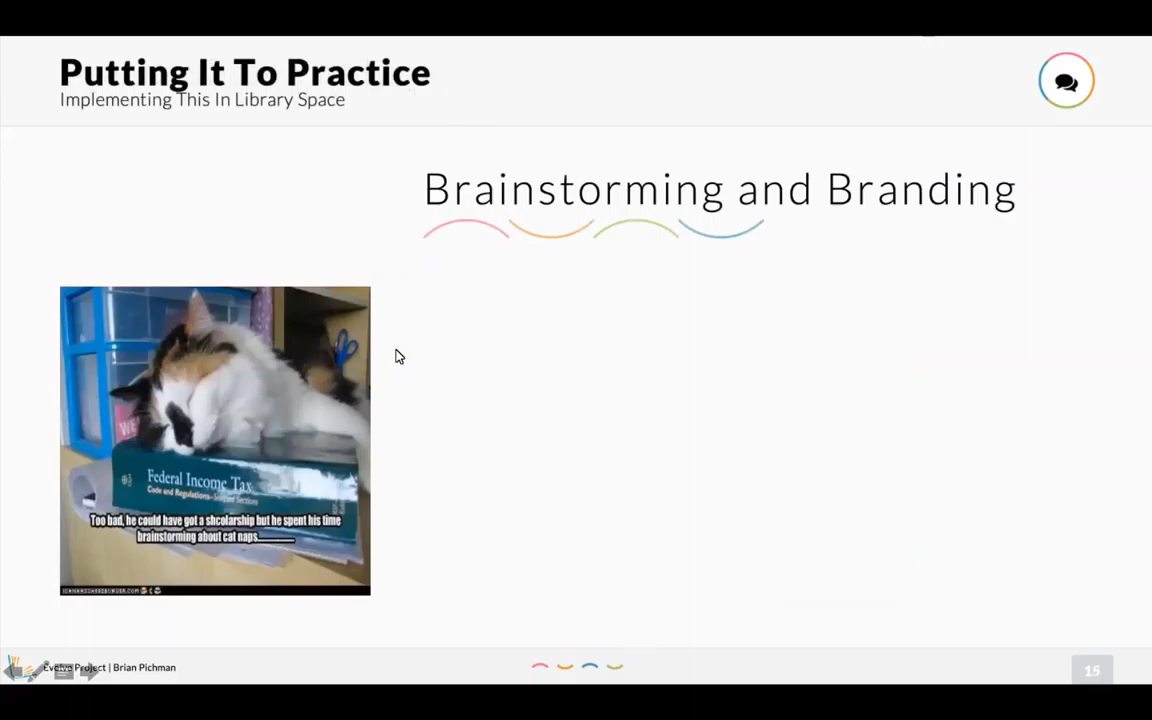 Putting It To Practice
Implementing This In Library Space
Brainstorming and Branding
WE
Federal Income Tax
Code and Regulations–Selected Sections
Too bad, he could have got a shcolarship but he spent his time
brainstorming about cat naps...............
ICANHASCHEEZBURGER.COM
Evolve Project | Brian Pichman
15